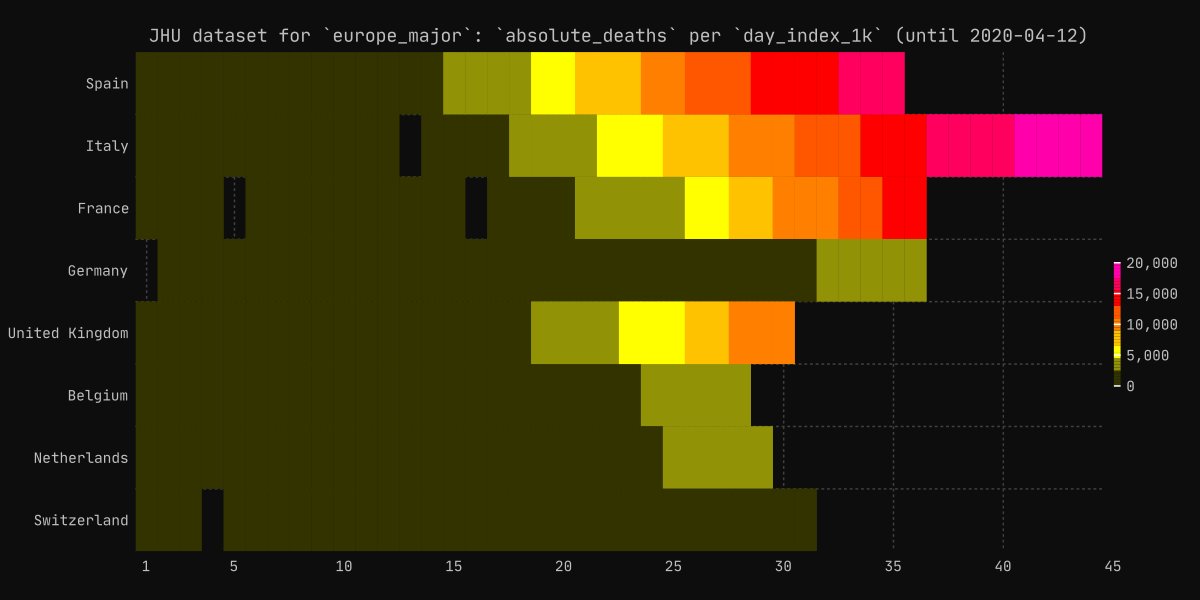 JHU dataset for `europe_major`: `absolute_deaths` per `day_index_1k` (until 2020-04-12)
Spain
Italy
France
Germany
United Kingdom
Belgium
Netherlands
Switzerland
20,000
15,000
10,000
5,000
0
1 5 10 15 20 25 30 35 40 45